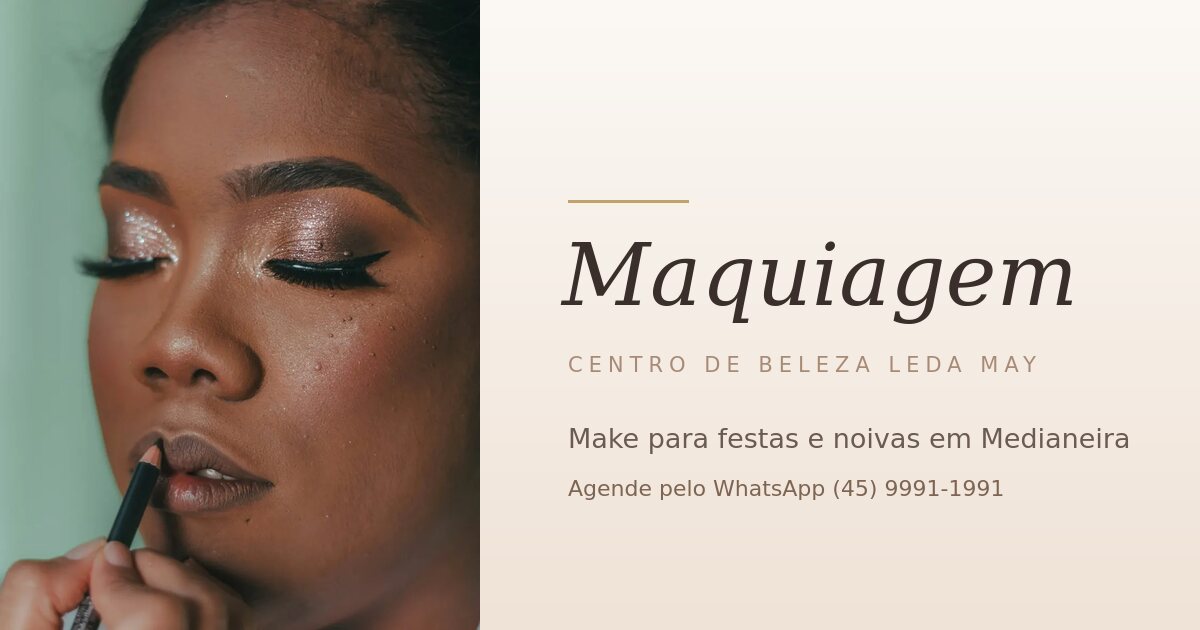 Maquiagem
CENTRO DE BELEZA LEDA MAY
Make para festas e noivas em Medianeira
Agende pelo WhatsApp (45) 9991-1991